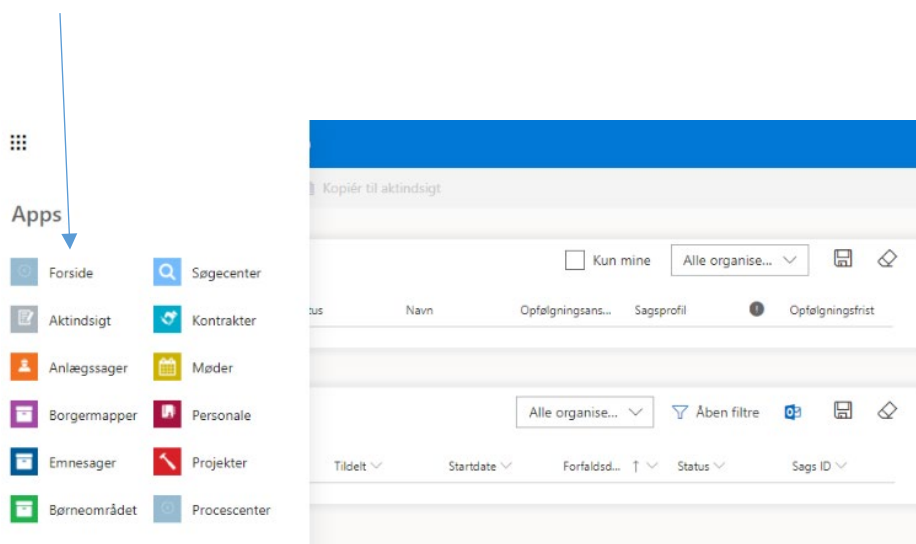 Kopiér til aktindsigt
Apps
Forside
Søgecenter
Aktindsigt
Kontrakter
Anlægssager
Møder
Borgermapper
Personale
Emnesager
Projekter
Børneområdet
Procescenter
Kun mine
Alle organise...
Navn
Opfølgningsans...
Sagsprofil
Opfølgningsfrist
Alle organise...
Åben filtre
Tildelt
Startdate
Forfaldsd...
Status
Sags ID